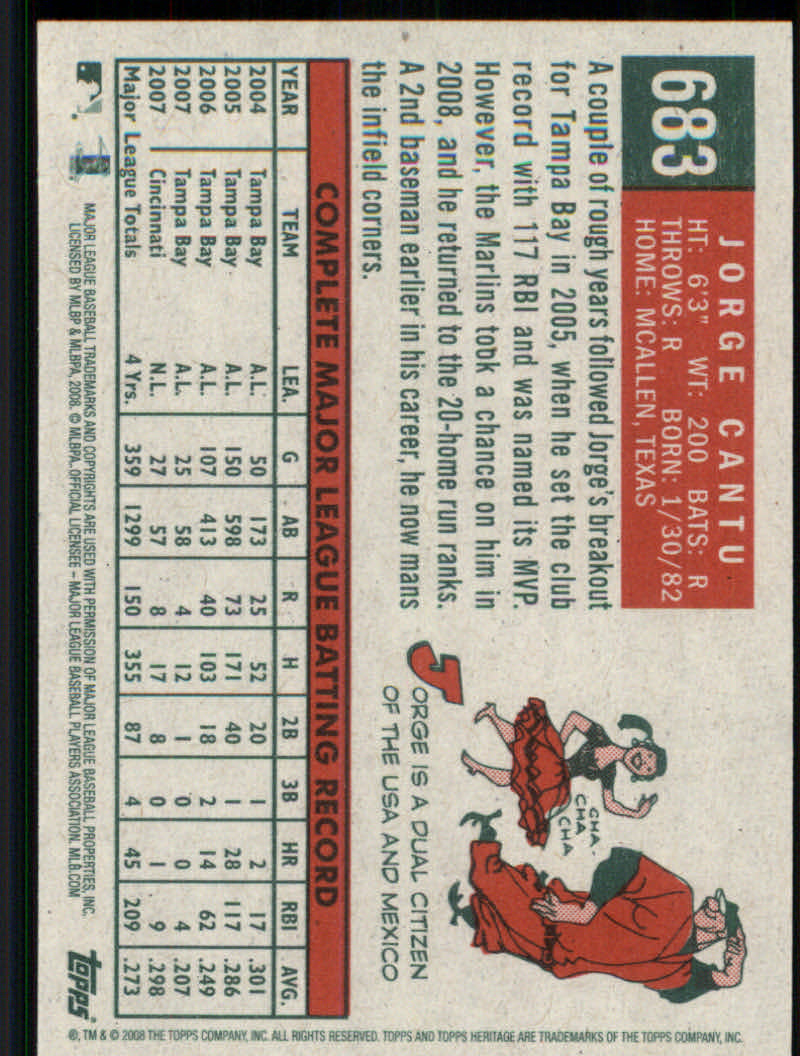 683
JORGE CANTU
HT: 6'3" WT: 200 BATS: R
THROWS: R BORN: 1/30/82
HOME: MCALLEN, TEXAS
A couple of rough years followed Jorge's breakout
for Tampa Bay in 2005, when he set the club
record with 117 RBI and was named its MVP.
However, the Marlins took a chance on him in
2008, and he returned to the 20-home run ranks.
A 2nd baseman earlier in his career, he now mans
the infield corners.
CHA-
CHA
CHA
JORGE IS A DUAL CITIZEN
OF THE USA AND MEXICO
COMPLETE MAJOR LEAGUE BATTING RECORD
YEAR TEAM LEA. G AB R H 2B 3B HR RBI AVG.
2004 Tampa Bay A.L. 50 173 25 52 20 1 2 17 .301
2005 Tampa Bay A.L. 150 598 73 171 40 1 28 117 .286
2006 Tampa Bay A.L. 107 413 40 103 18 2 14 62 .249
2007 Tampa Bay A.L. 25 58 4 12 1 0 0 4 .207
2007 Cincinnati N.L. 27 57 8 17 8 0 1 9 .298
Major League Totals 4 Yrs. 359 1299 150 355 87 4 45 209 .273
MAJOR LEAGUE BASEBALL TRADEMARKS AND COPYRIGHTS ARE USED WITH PERMISSION OF MAJOR LEAGUE BASEBALL PROPERTIES, INC.
LICENSED BY MLBP & MLBPA, 2008. © MLBPA. OFFICIAL LICENSEE – MAJOR LEAGUE BASEBALL PLAYERS ASSOCIATION. MLB.COM
topps
®, TM & © 2008 THE TOPPS COMPANY, INC. ALL RIGHTS RESERVED. TOPPS AND TOPPS HERITAGE ARE TRADEMARKS OF THE TOPPS COMPANY, INC.